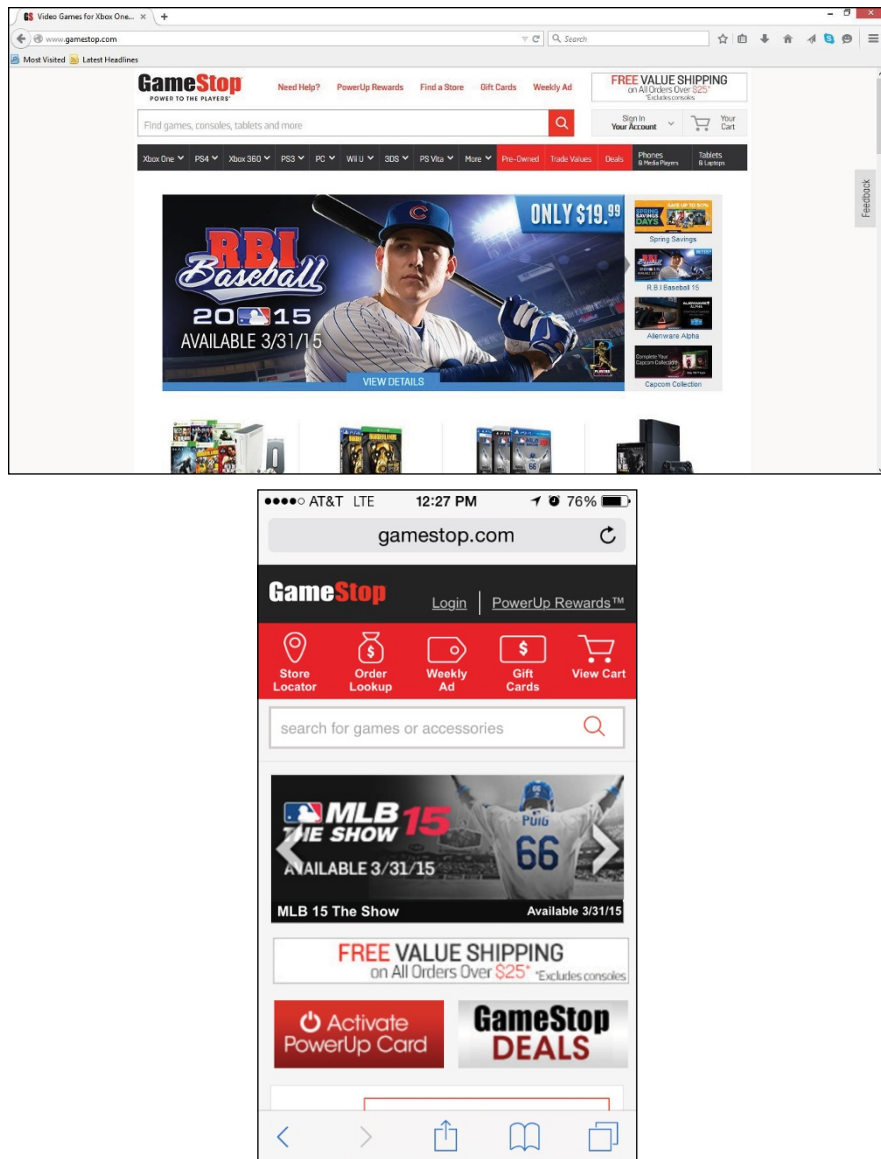 GS Video Games for Xbox One...
www.gamestop.com
Search
Most Visited Latest Headlines
GameStop
POWER TO THE PLAYERS
Need Help? PowerUp Rewards Find a Store Gift Cards Weekly Ad
FREE VALUE SHIPPING
on All Orders Over $25*
*Excludes consoles
Find games, consoles, tablets and more
Sign In
Your Account
Your
Cart
Xbox One PS4 Xbox 360 PS3 PC Wii U 3DS PS Vita More Pre-Owned Trade Values Deals Phones & Media Players Tablets & Laptops
Feedback
RBI
Baseball
2015
AVAILABLE 3/31/15
ONLY $19.99
VIEW DETAILS
SPRING
SAVINGS
DAYS
Spring Savings
R.B.I Baseball 15
Alienware Alpha
Complete Your
Capcom Collection
Capcom Collection
AT&T LTE 12:27 PM 76%
gamestop.com
GameStop Login PowerUp Rewards™
Store
Locator
Order
Lookup
Weekly
Ad
Gift
Cards
View Cart
search for games or accessories
MLB 15
THE SHOW
AVAILABLE 3/31/15
PUIG
66
MLB 15 The Show Available 3/31/15
FREE VALUE SHIPPING
on All Orders Over $25* *Excludes consoles
Activate
PowerUp Card
GameStop
DEALS